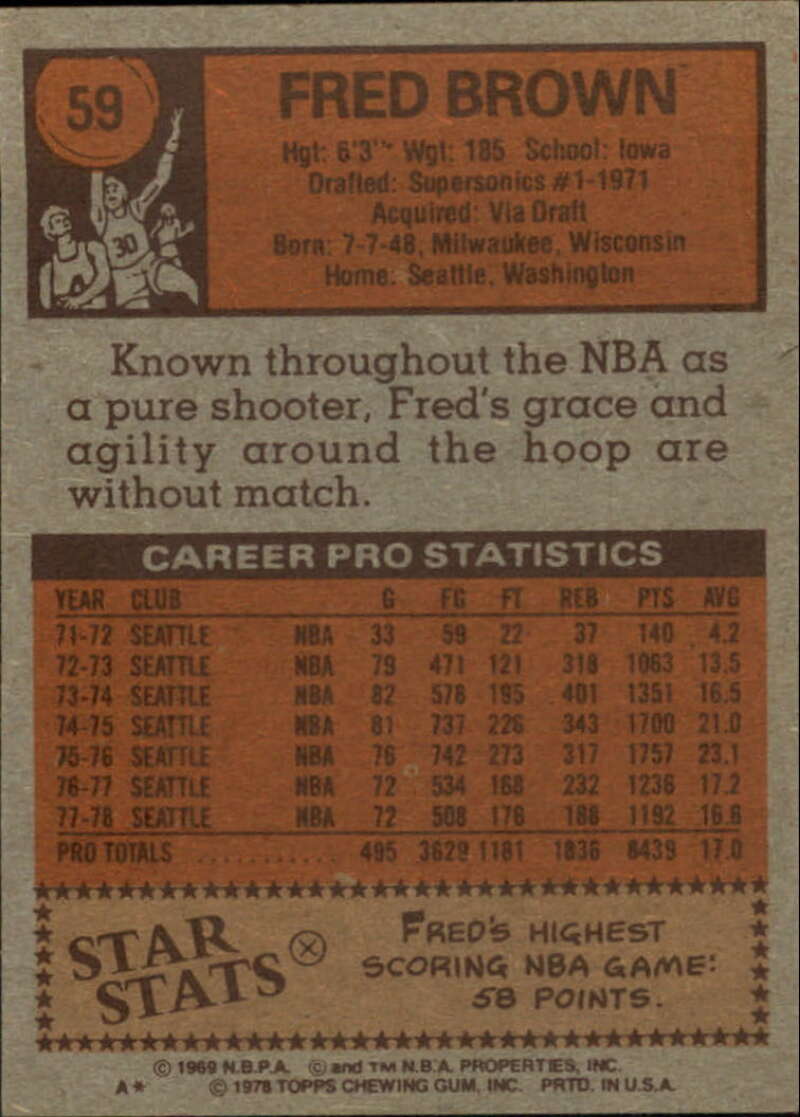 59
FRED BROWN
Hgt: 6'3" Wgt: 185 School: Iowa
Drafted: Supersonics #1-1971
Acquired: Via Draft
Born: 7-7-48, Milwaukee, Wisconsin
Home: Seattle, Washington
30
Known throughout the NBA as
a pure shooter, Fred's grace and
agility around the hoop are
without match.
CAREER PRO STATISTICS
YEAR CLUB G FG FT REB PTS AVG
71-72 SEATTLE NBA 33 59 22 37 140 4.2
72-73 SEATTLE NBA 79 471 121 318 1063 13.5
73-74 SEATTLE NBA 82 578 195 401 1351 16.5
74-75 SEATTLE NBA 81 737 226 343 1700 21.0
75-76 SEATTLE NBA 76 742 273 317 1757 23.1
76-77 SEATTLE NBA 72 534 168 232 1236 17.2
77-78 SEATTLE NBA 72 508 176 188 1192 16.6
PRO TOTALS ........... 495 3629 1181 1836 8439 17.0
STAR
STATS
FRED'S HIGHEST
SCORING NBA GAME:
58 POINTS.
© 1969 N.B.P.A. © and TM N.B.A. PROPERTIES, INC.
A* © 1978 TOPPS CHEWING GUM, INC. PRTD. IN U.S.A.